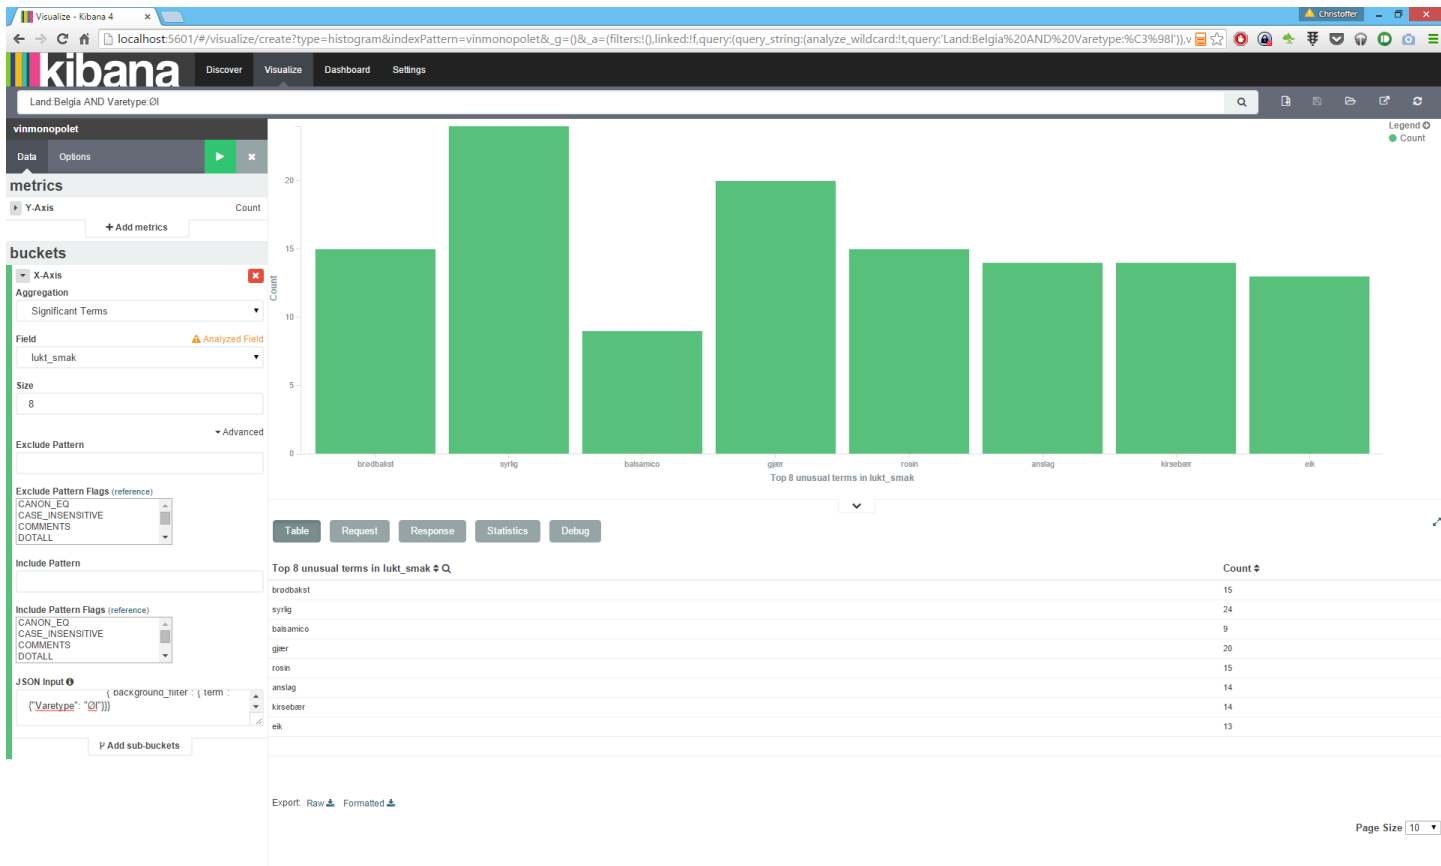 Visualize - Kibana 4
Christoffer
localhost:5601/#/visualize/create?type=histogram&indexPattern=vinmonopolet&_g=()&_a=(filters:!(),linked:!f,query:(query_string:(analyze_wildcard:!t,query:'Land:Belgia%20AND%20Varetype:%C3%98l')),v
kibana
Discover Visualize Dashboard Settings
Land:Belgia AND Varetype:Øl
vinmonopolet
Data Options
metrics
Y-Axis Count
+ Add metrics
buckets
X-Axis
Aggregation
Significant Terms
Field Analyzed Field
lukt_smak
Size
8
Advanced
Exclude Pattern
Exclude Pattern Flags (reference)
CANON_EQ
CASE_INSENSITIVE
COMMENTS
DOTALL
Include Pattern
Include Pattern Flags (reference)
CANON_EQ
CASE_INSENSITIVE
COMMENTS
DOTALL
JSON Input
{ "background_filter": { "term":
{"Varetype": "Øl"}}}
Add sub-buckets
Legend
Count
20
15
10
5
0
Count
brødbakst syrlig balsamico gjær rosin anslag kirsebær eik
Top 8 unusual terms in lukt_smak
Table Request Response Statistics Debug
Top 8 unusual terms in lukt_smak Count
brødbakst 15
syrlig 24
balsamico 9
gjær 20
rosin 15
anslag 14
kirsebær 14
eik 13
Export: Raw Formatted
Page Size 10